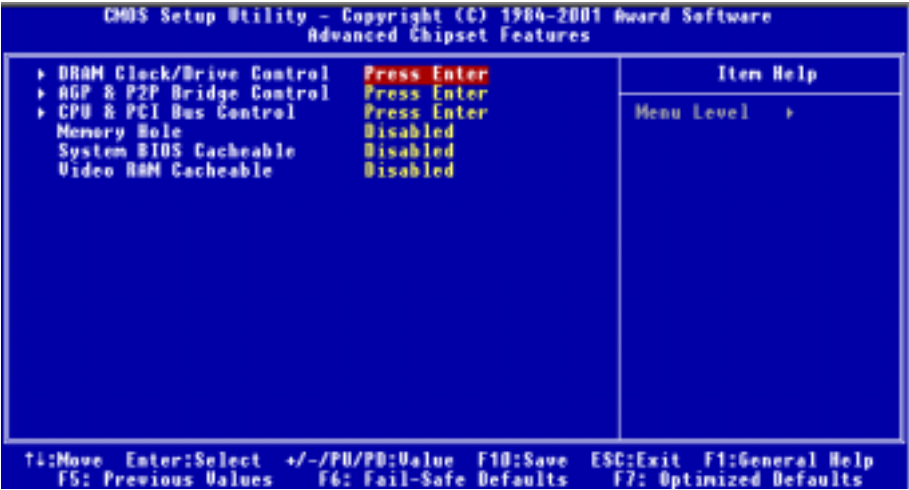 CMOS Setup Utility - Copyright (C) 1984-2001 Award Software
Advanced Chipset Features
▸ DRAM Clock/Drive Control Press Enter
▸ AGP & P2P Bridge Control Press Enter
▸ CPU & PCI Bus Control Press Enter
Memory Hole Disabled
System BIOS Cacheable Disabled
Video RAM Cacheable Disabled
Item Help
Menu Level ▸
↑↓:Move Enter:Select +/-/PU/PD:Value F10:Save ESC:Exit F1:General Help
F5: Previous Values F6: Fail-Safe Defaults F7: Optimized Defaults